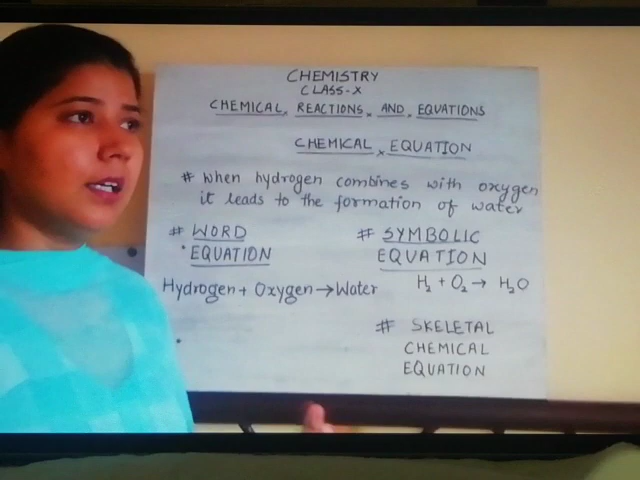 CHEMISTRY
CLASS-X
CHEMICAL REACTIONS AND EQUATIONS
CHEMICAL EQUATION
# When hydrogen combines with oxygen
it leads to the formation of water
# WORD
EQUATION
Hydrogen + Oxygen → Water
# SYMBOLIC
EQUATION
H₂ + O₂ → H₂O
# SKELETAL
CHEMICAL
EQUATION